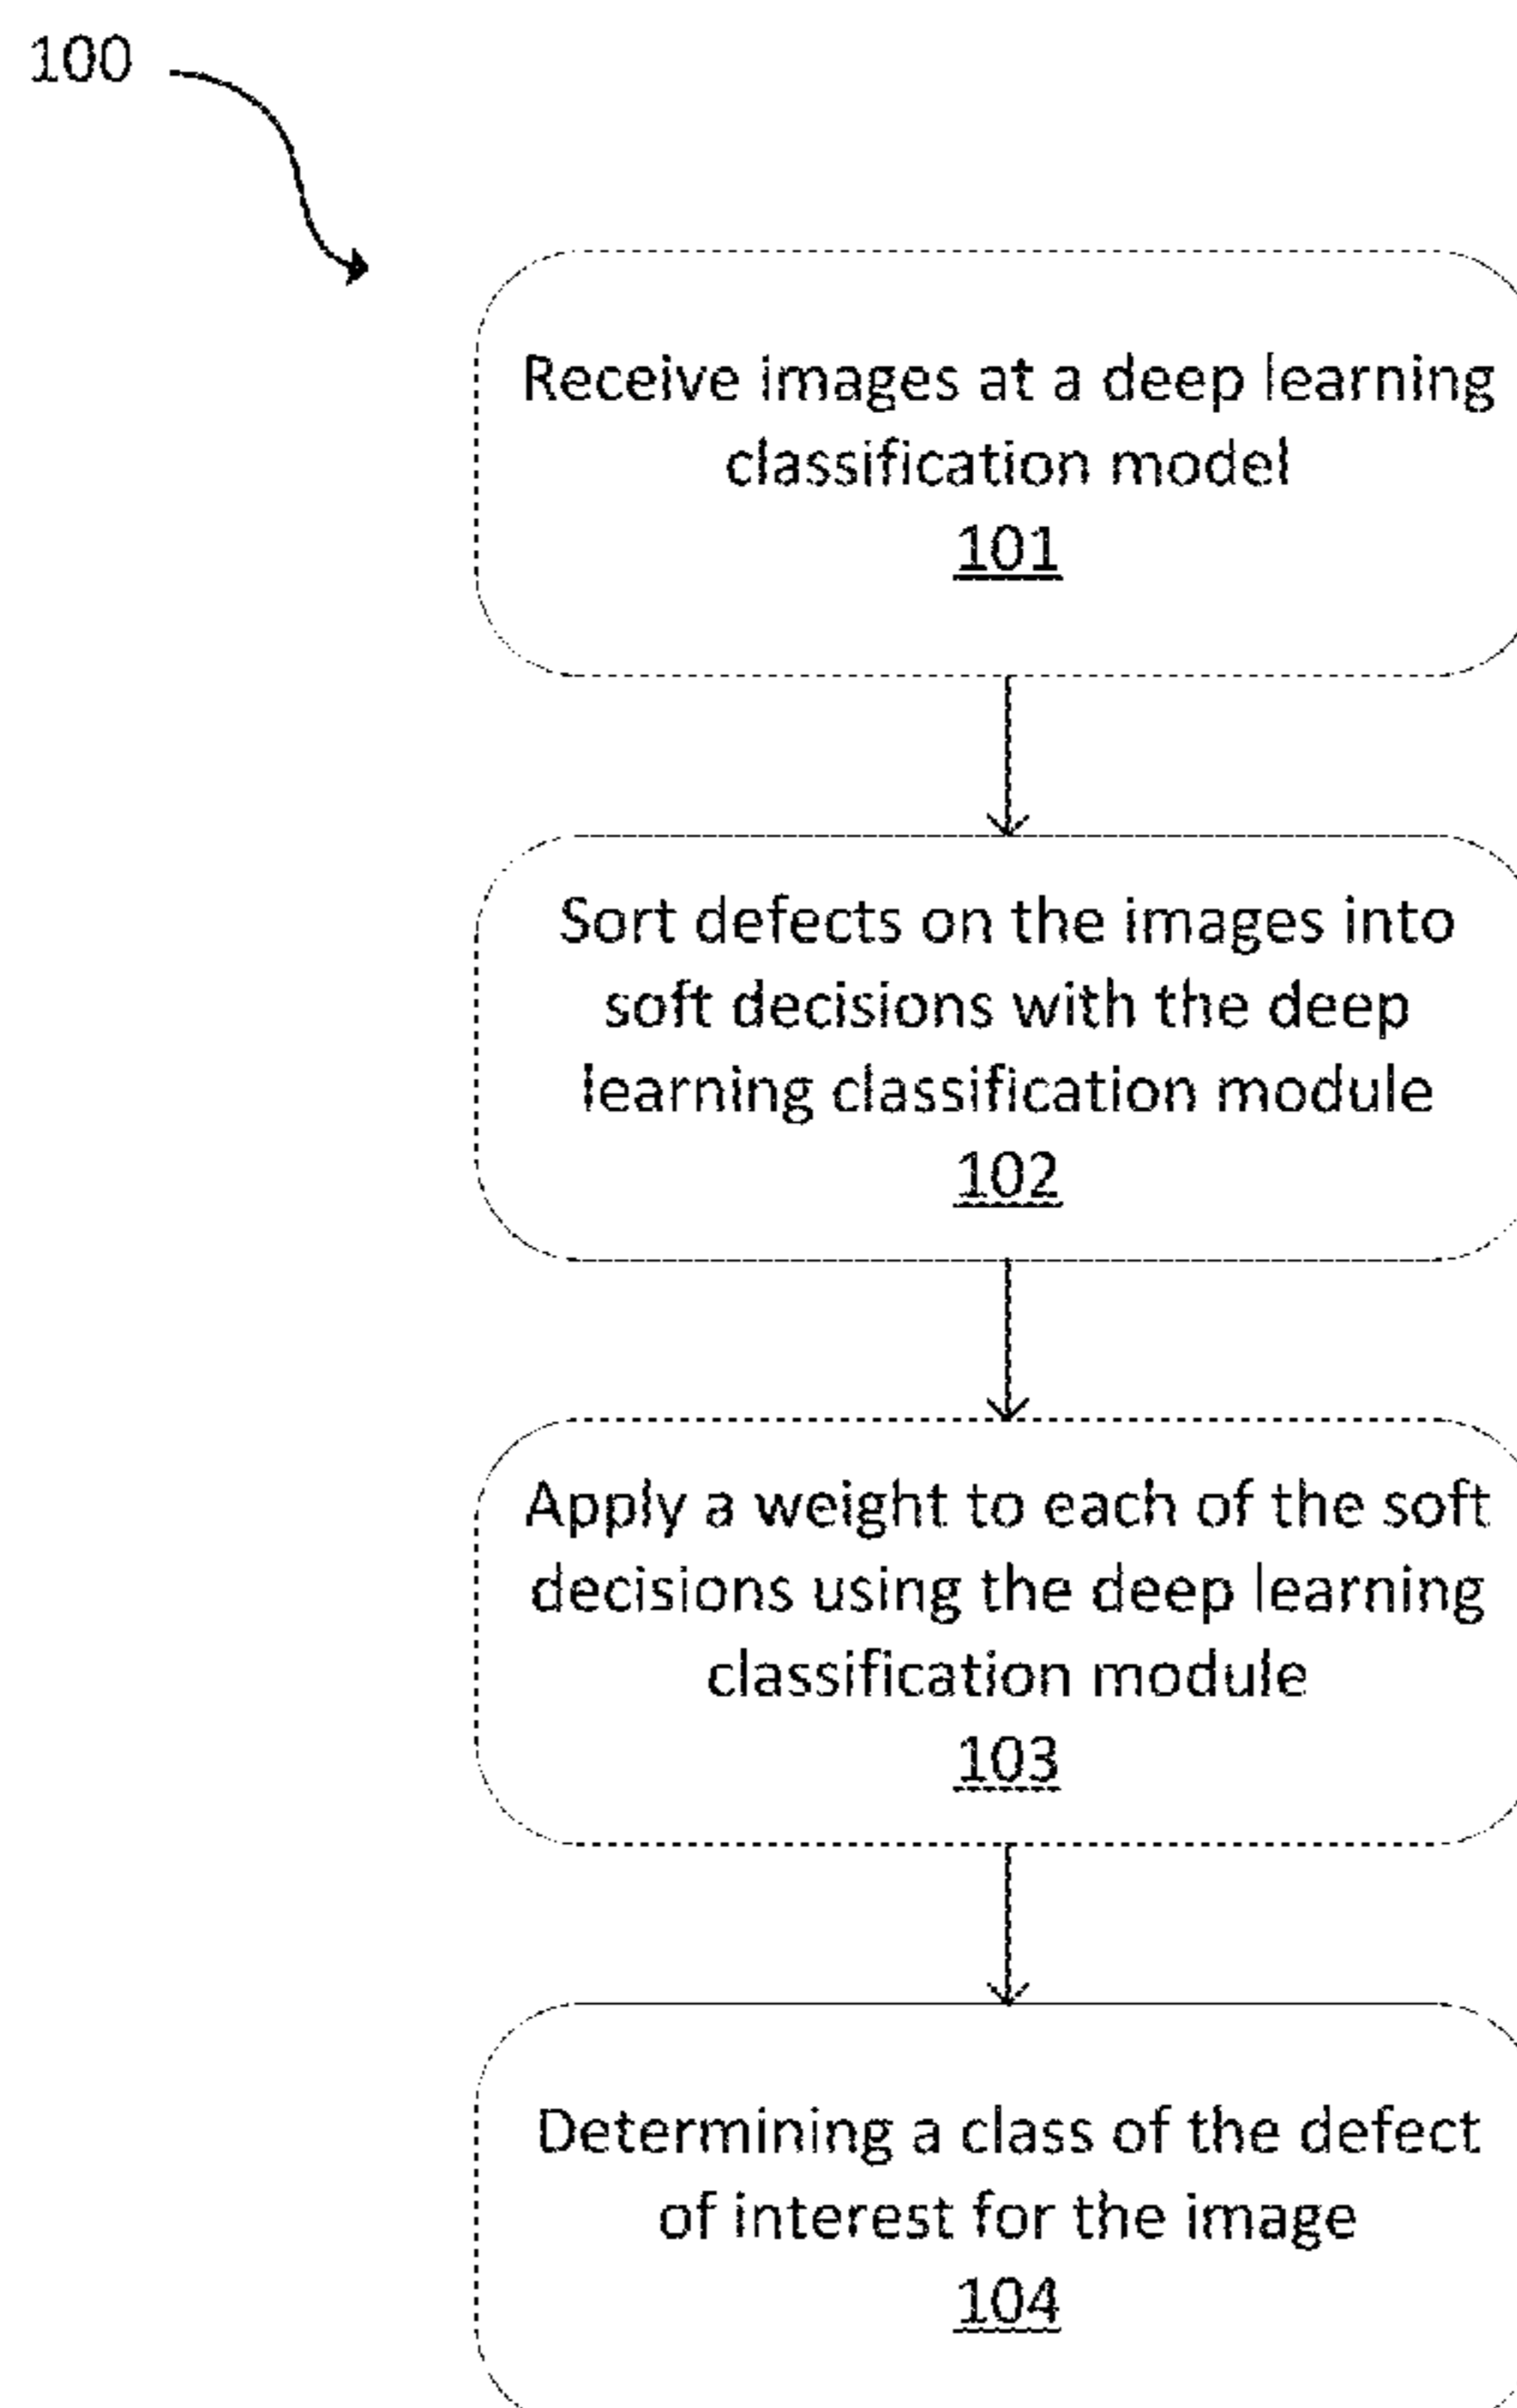 100
Receive images at a deep learning
classification model
101
Sort defects on the images into
soft decisions with the deep
learning classification module
102
Apply a weight to each of the soft
decisions using the deep learning
classification module
103
Determining a class of the defect
of interest for the image
104